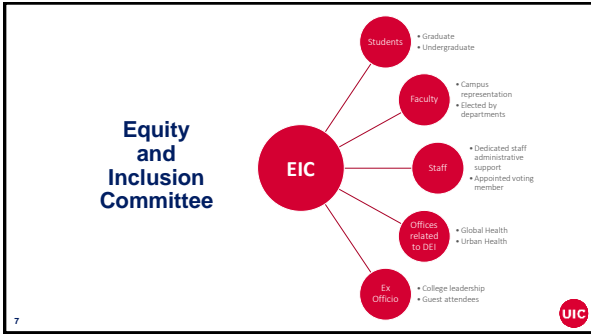 Equity
and
Inclusion
Committee
EIC
Students
• Graduate
• Undergraduate
Faculty
• Campus
representation
• Elected by
departments
Staff
• Dedicated staff
administrative
support
• Appointed voting
member
Offices
related
to DEI
• Global Health
• Urban Health
Ex
Officio
• College leadership
• Guest attendees
7
UIC